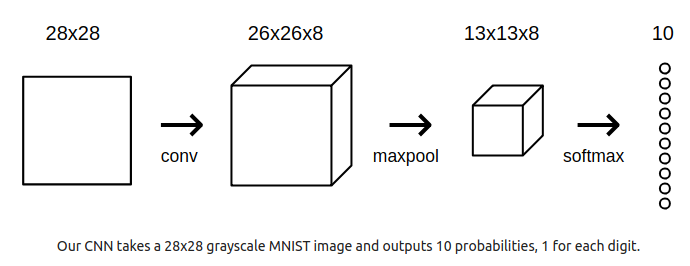 28x28 26x26x8 13x13x8 10
conv maxpool softmax
Our CNN takes a 28x28 grayscale MNIST image and outputs 10 probabilities, 1 for each digit.